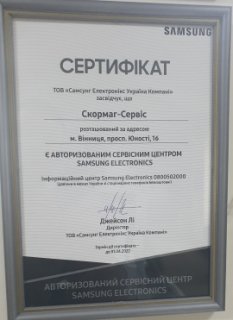 SAMSUNG
СЕРТИФІКАТ
ТОВ «Самсунг Електронікс Україна Компані»
засвідчує, що
Скормаг-Сервіс
розташований за адресою
м. Вінниця, просп. Юності, 16
Є АВТОРИЗОВАНИМ СЕРВІСНИМ ЦЕНТРОМ
SAMSUNG ELECTRONICS
Інформаційний центр Samsung Electronics 0800502000
Джейсон Лі
Директор
ТОВ «Самсунг Електронікс Україна Компані»
АВТОРИЗОВАНИЙ СЕРВІСНИЙ ЦЕНТР
SAMSUNG ELECTRONICS